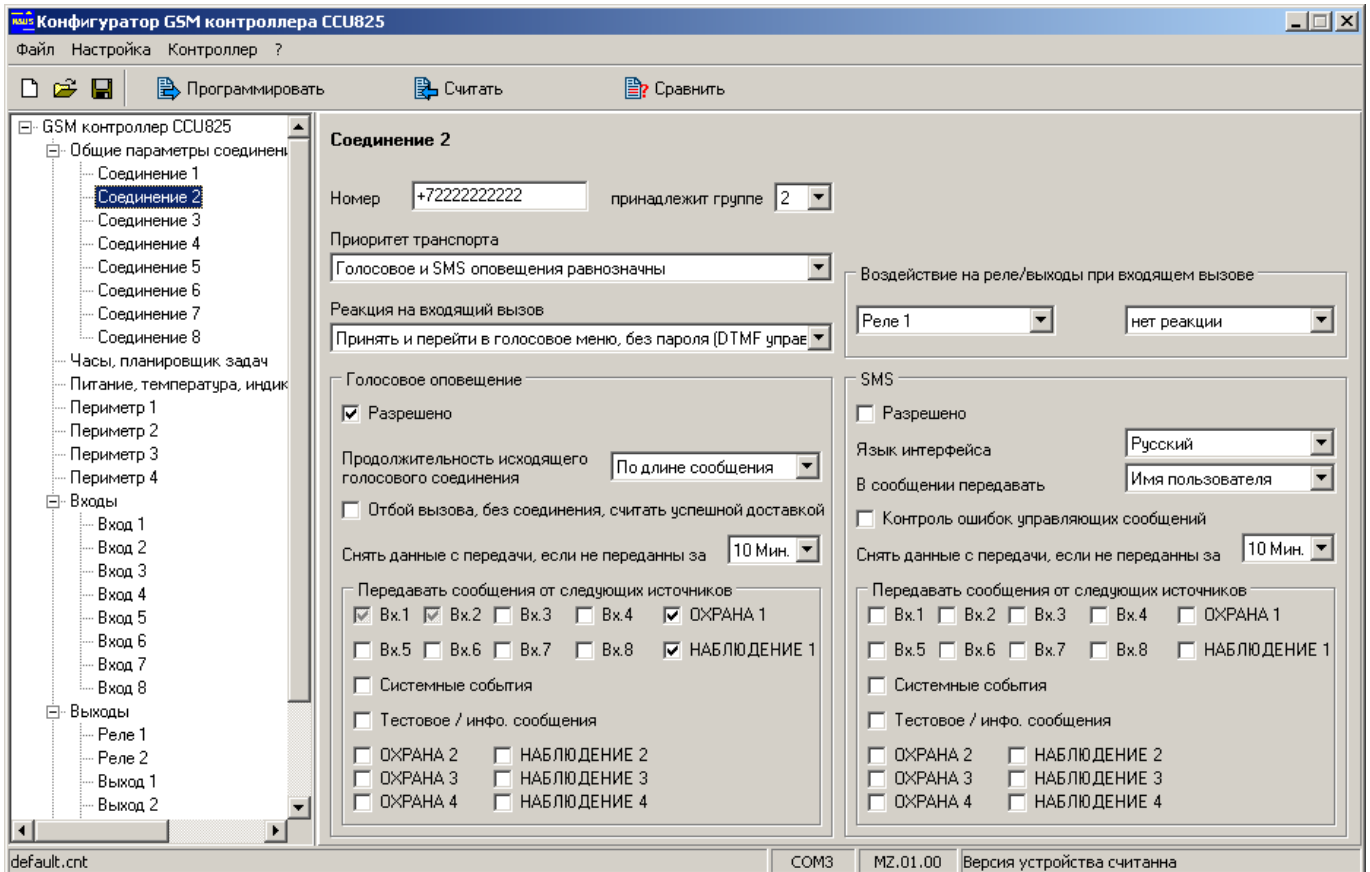 Конфигуратор GSM контроллера CCU825
Файл Настройка Контроллер ?
Программировать Считать Сравнить
GSM контроллер CCU825
Общие параметры соединени
Соединение 1
Соединение 2
Соединение 3
Соединение 4
Соединение 5
Соединение 6
Соединение 7
Соединение 8
Часы, планировщик задач
Питание, температура, индик
Периметр 1
Периметр 2
Периметр 3
Периметр 4
Входы
Вход 1
Вход 2
Вход 3
Вход 4
Вход 5
Вход 6
Вход 7
Вход 8
Выходы
Реле 1
Реле 2
Выход 1
Выход 2
Соединение 2
Номер +72222222222 принадлежит группе 2
Приоритет транспорта
Голосовое и SMS оповещения равнозначны
Реакция на входящий вызов
Принять и перейти в голосовое меню, без пароля (DTMF управ
Воздействие на реле/выходы при входящем вызове
Реле 1 нет реакции
Голосовое оповещение
Разрешено
Продолжительность исходящего
голосового соединения
По длине сообщения
Отбой вызова, без соединения, считать успешной доставкой
Снять данные с передачи, если не переданны за 10 Мин.
Передавать сообщения от следующих источников
Вх.1 Вх.2 Вх.3 Вх.4 ОХРАНА 1
Вх.5 Вх.6 Вх.7 Вх.8 НАБЛЮДЕНИЕ 1
Системные события
Тестовое / инфо. сообщения
ОХРАНА 2 НАБЛЮДЕНИЕ 2
ОХРАНА 3 НАБЛЮДЕНИЕ 3
ОХРАНА 4 НАБЛЮДЕНИЕ 4
SMS
Разрешено
Язык интерфейса Русский
В сообщении передавать Имя пользователя
Контроль ошибок управляющих сообщений
Снять данные с передачи, если не переданны за 10 Мин.
Передавать сообщения от следующих источников
Вх.1 Вх.2 Вх.3 Вх.4 ОХРАНА 1
Вх.5 Вх.6 Вх.7 Вх.8 НАБЛЮДЕНИЕ 1
Системные события
Тестовое / инфо. сообщения
ОХРАНА 2 НАБЛЮДЕНИЕ 2
ОХРАНА 3 НАБЛЮДЕНИЕ 3
ОХРАНА 4 НАБЛЮДЕНИЕ 4
default.cnt COM3 MZ.01.00 Версия устройства считанна